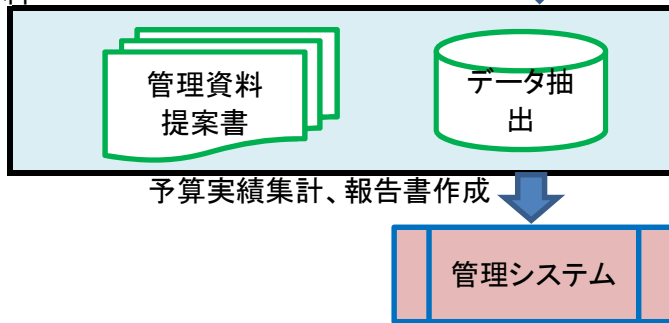 管理資料
提案書
データ抽
出
予算実績集計、報告書作成
管理システム